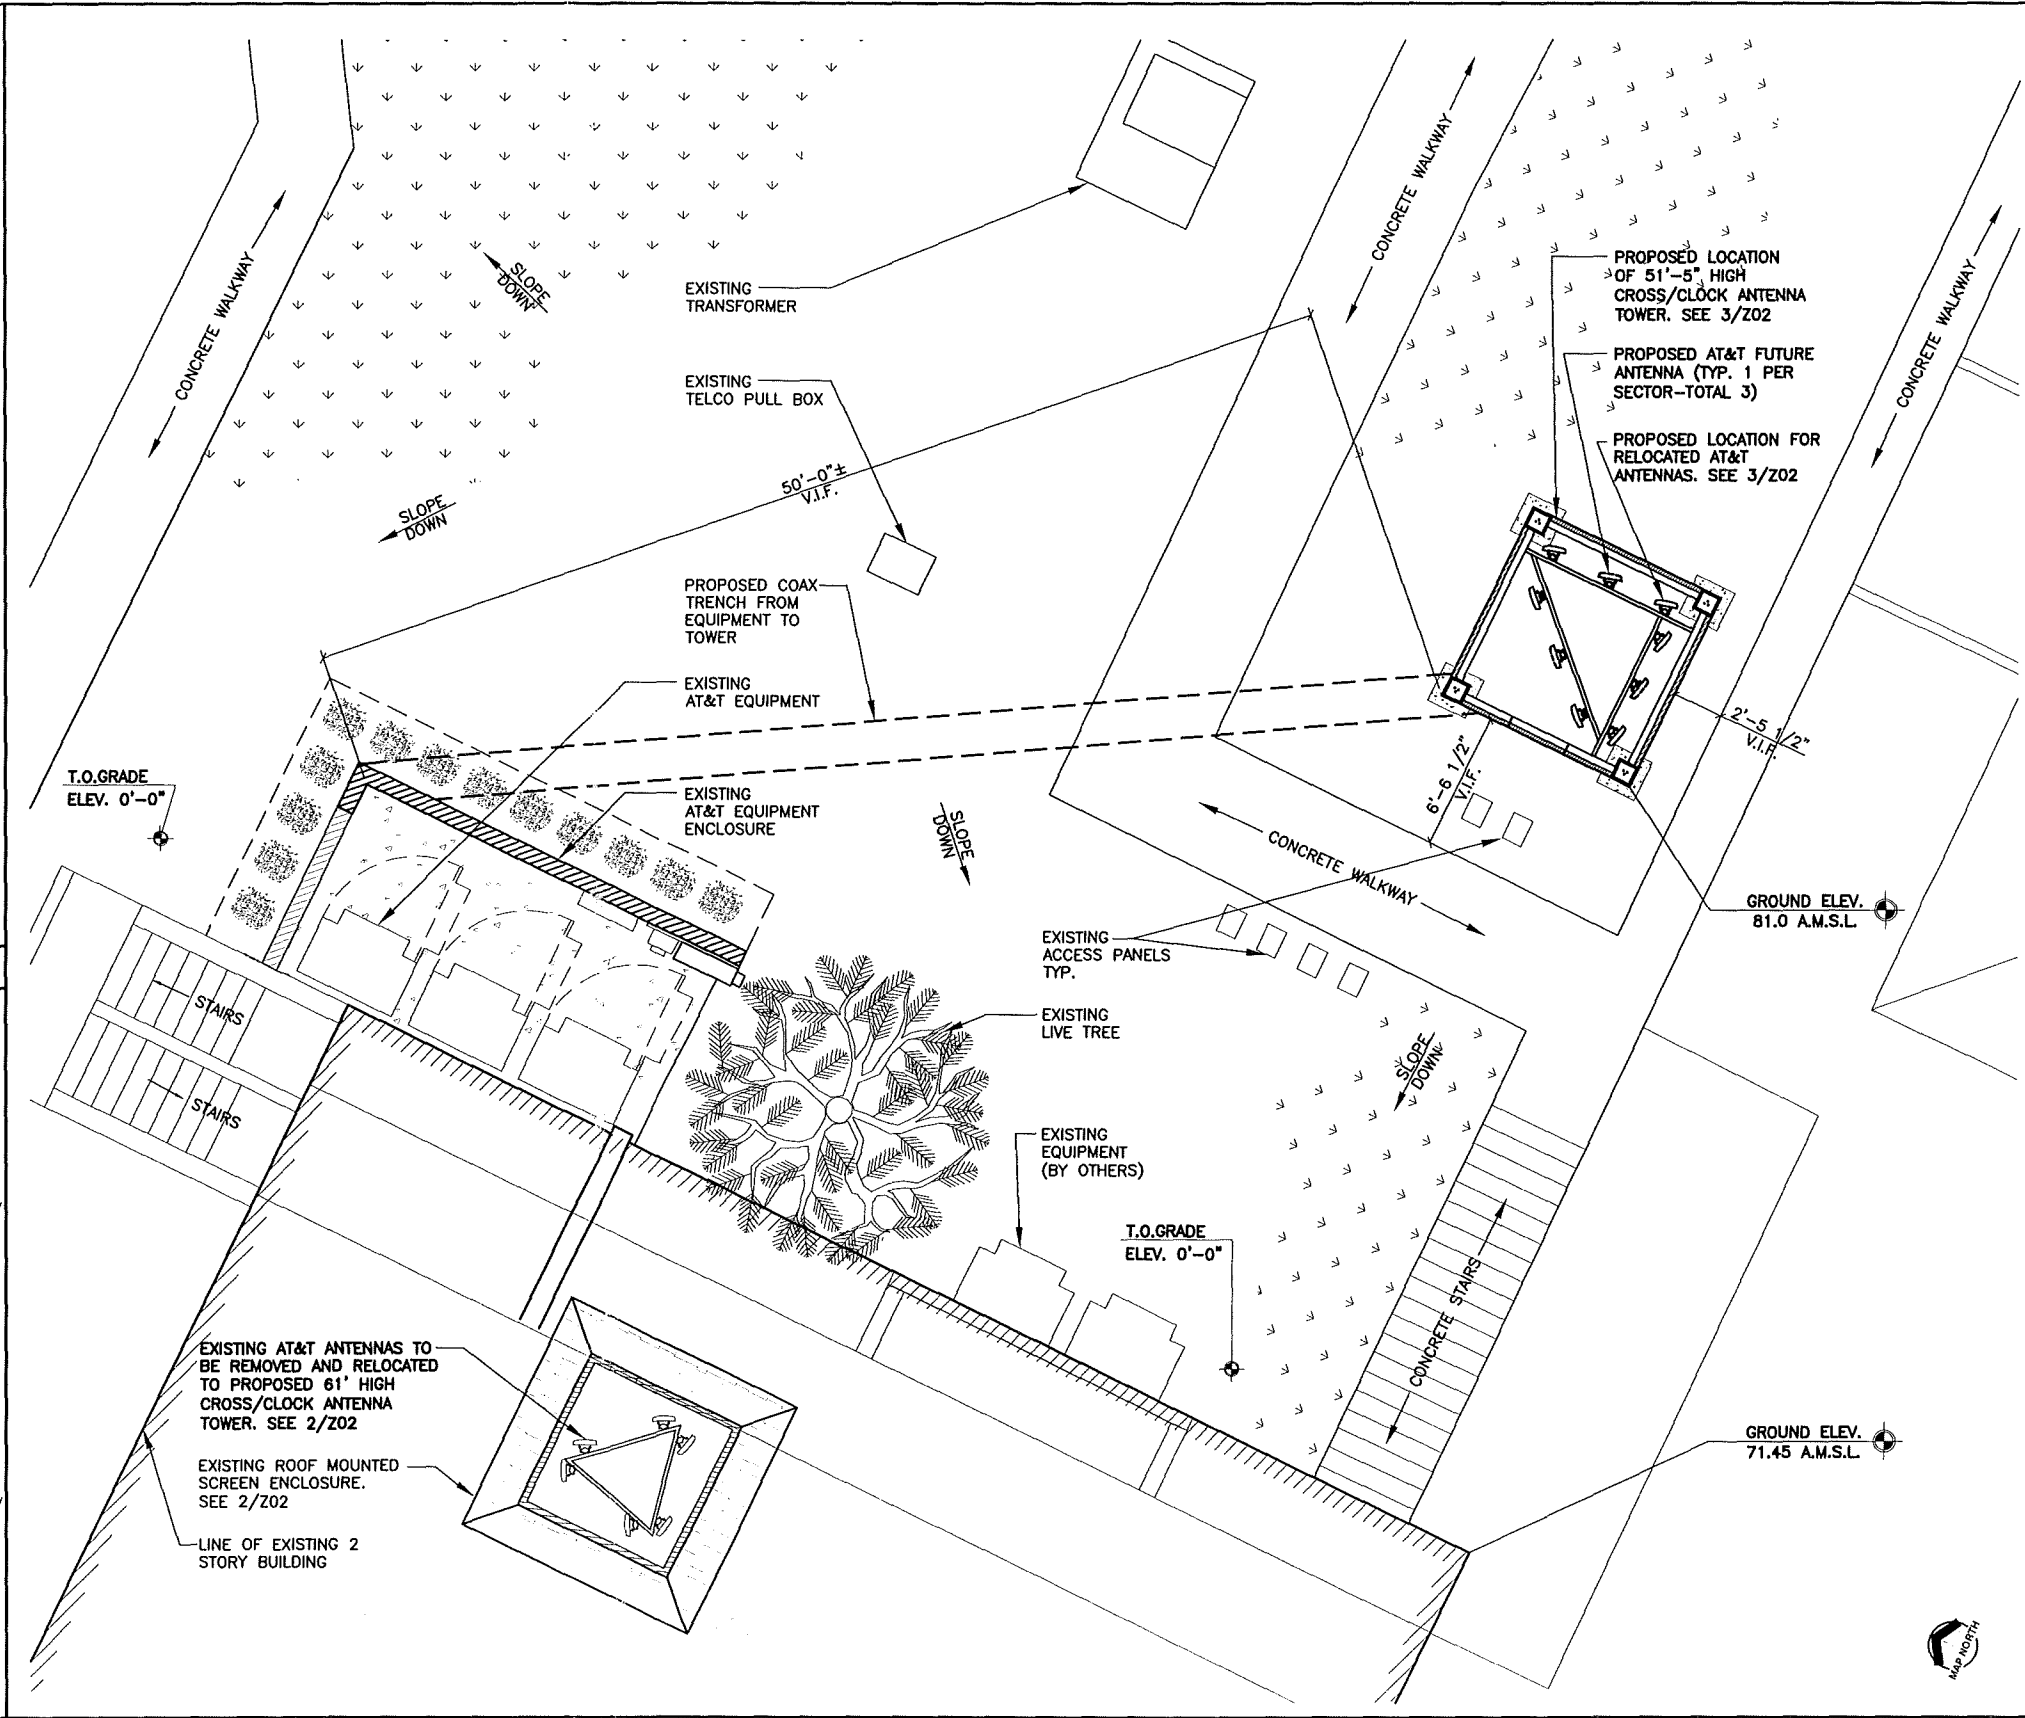 CONCRETE WALKWAY
CONCRETE WALKWAY
CONCRETE WALKWAY
SLOPE
DOWN
EXISTING
TRANSFORMER
PROPOSED LOCATION
OF 51'-5" HIGH
CROSS/CLOCK ANTENNA
TOWER. SEE 3/Z02
PROPOSED AT&T FUTURE
ANTENNA (TYP. 1 PER
SECTOR-TOTAL 3)
EXISTING
TELCO PULL BOX
PROPOSED LOCATION FOR
RELOCATED AT&T
ANTENNAS. SEE 3/Z02
50'-0"±
V.I.F.
SLOPE
DOWN
PROPOSED COAX
TRENCH FROM
EQUIPMENT TO
TOWER
EXISTING
AT&T EQUIPMENT
2'-5 1/2"
V.I.F.
6'-6 1/2"
V.I.F.
T.O.GRADE
ELEV. 0'-0"
EXISTING
AT&T EQUIPMENT
ENCLOSURE
SLOPE
DOWN
CONCRETE WALKWAY
GROUND ELEV.
81.0 A.M.S.L.
EXISTING
ACCESS PANELS
TYP.
STAIRS
STAIRS
EXISTING
LIVE TREE
SLOPE
DOWN
EXISTING
EQUIPMENT
(BY OTHERS)
T.O.GRADE
ELEV. 0'-0"
CONCRETE STAIRS
EXISTING AT&T ANTENNAS TO
BE REMOVED AND RELOCATED
TO PROPOSED 61' HIGH
CROSS/CLOCK ANTENNA
TOWER. SEE 2/Z02
EXISTING ROOF MOUNTED
SCREEN ENCLOSURE.
SEE 2/Z02
LINE OF EXISTING 2
STORY BUILDING
GROUND ELEV.
71.45 A.M.S.L.
MAP NORTH